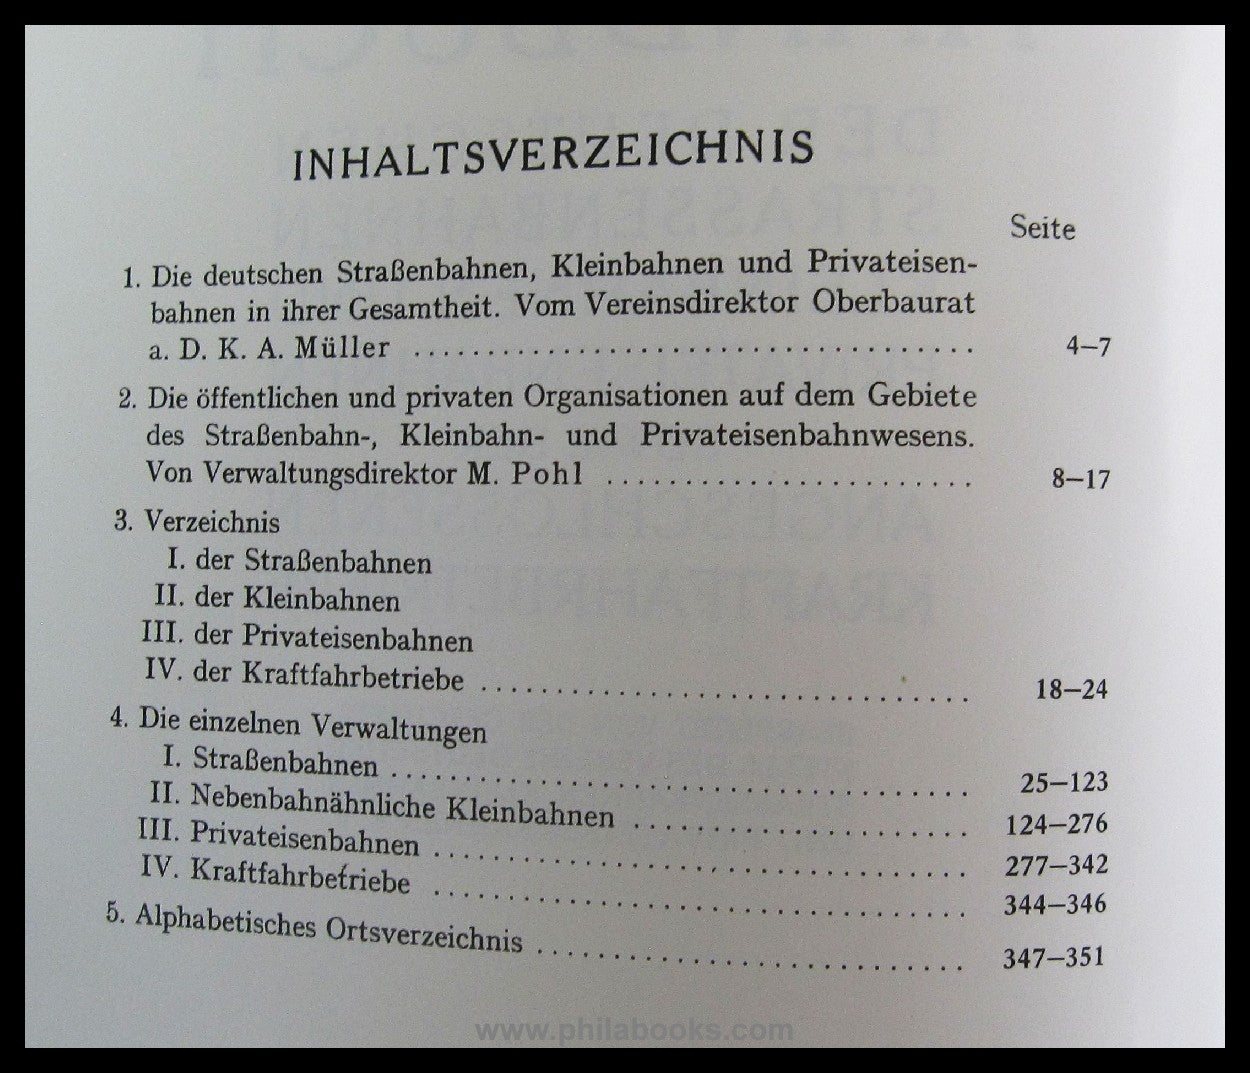 INHALTSVERZEICHNIS
Seite
1. Die deutschen Straßenbahnen, Kleinbahnen und Privateisen-
bahnen in ihrer Gesamtheit. Vom Vereinsdirektor Oberbaurat
a. D. K. A. Müller ........................................ 4–7
2. Die öffentlichen und privaten Organisationen auf dem Gebiete
des Straßenbahn-, Kleinbahn- und Privateisenbahnwesens.
Von Verwaltungsdirektor M. Pohl ........................ 8–17
3. Verzeichnis
I. der Straßenbahnen
II. der Kleinbahnen
III. der Privateisenbahnen
IV. der Kraftfahrbetriebe ................................ 18–24
4. Die einzelnen Verwaltungen
I. Straßenbahnen ........................................ 25–123
II. Nebenbahnähnliche Kleinbahnen ...................... 124–276
III. Privateisenbahnen .................................... 277–342
IV. Kraftfahrbetriebe .................................... 344–346
5. Alphabetisches Ortsverzeichnis ............................ 347–351
www.philabooks.com